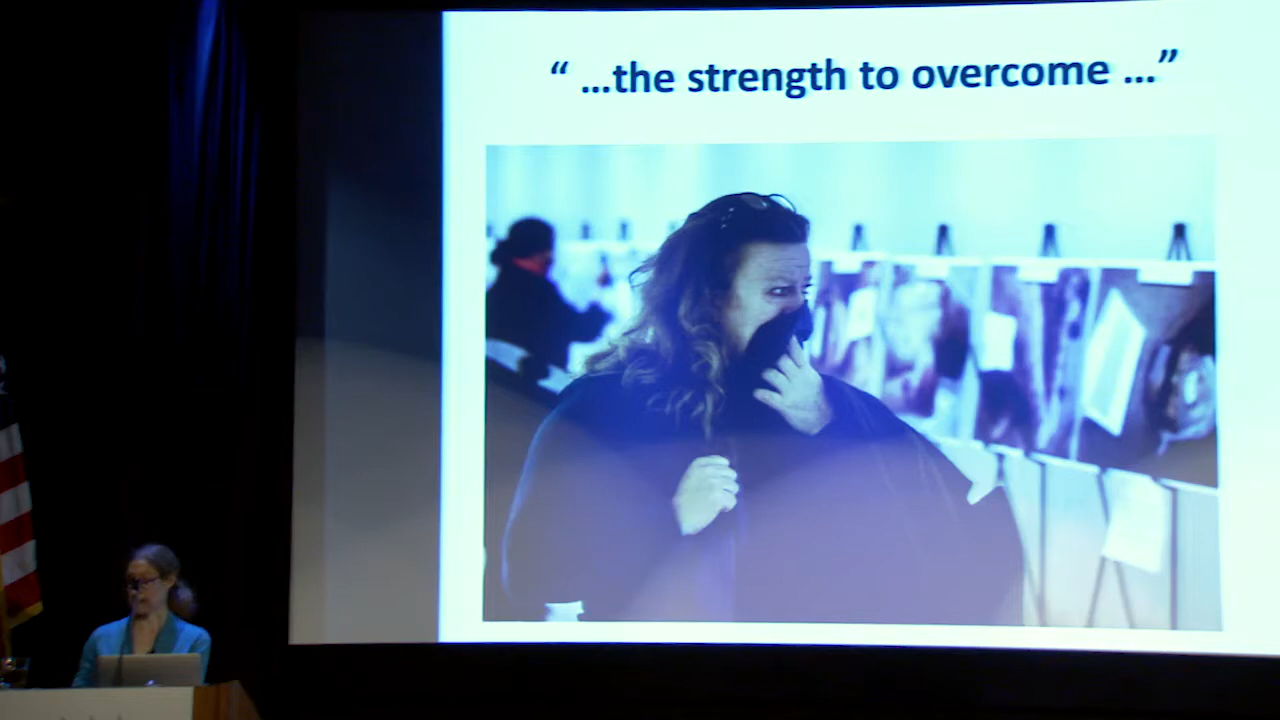 “ …the strength to overcome …”